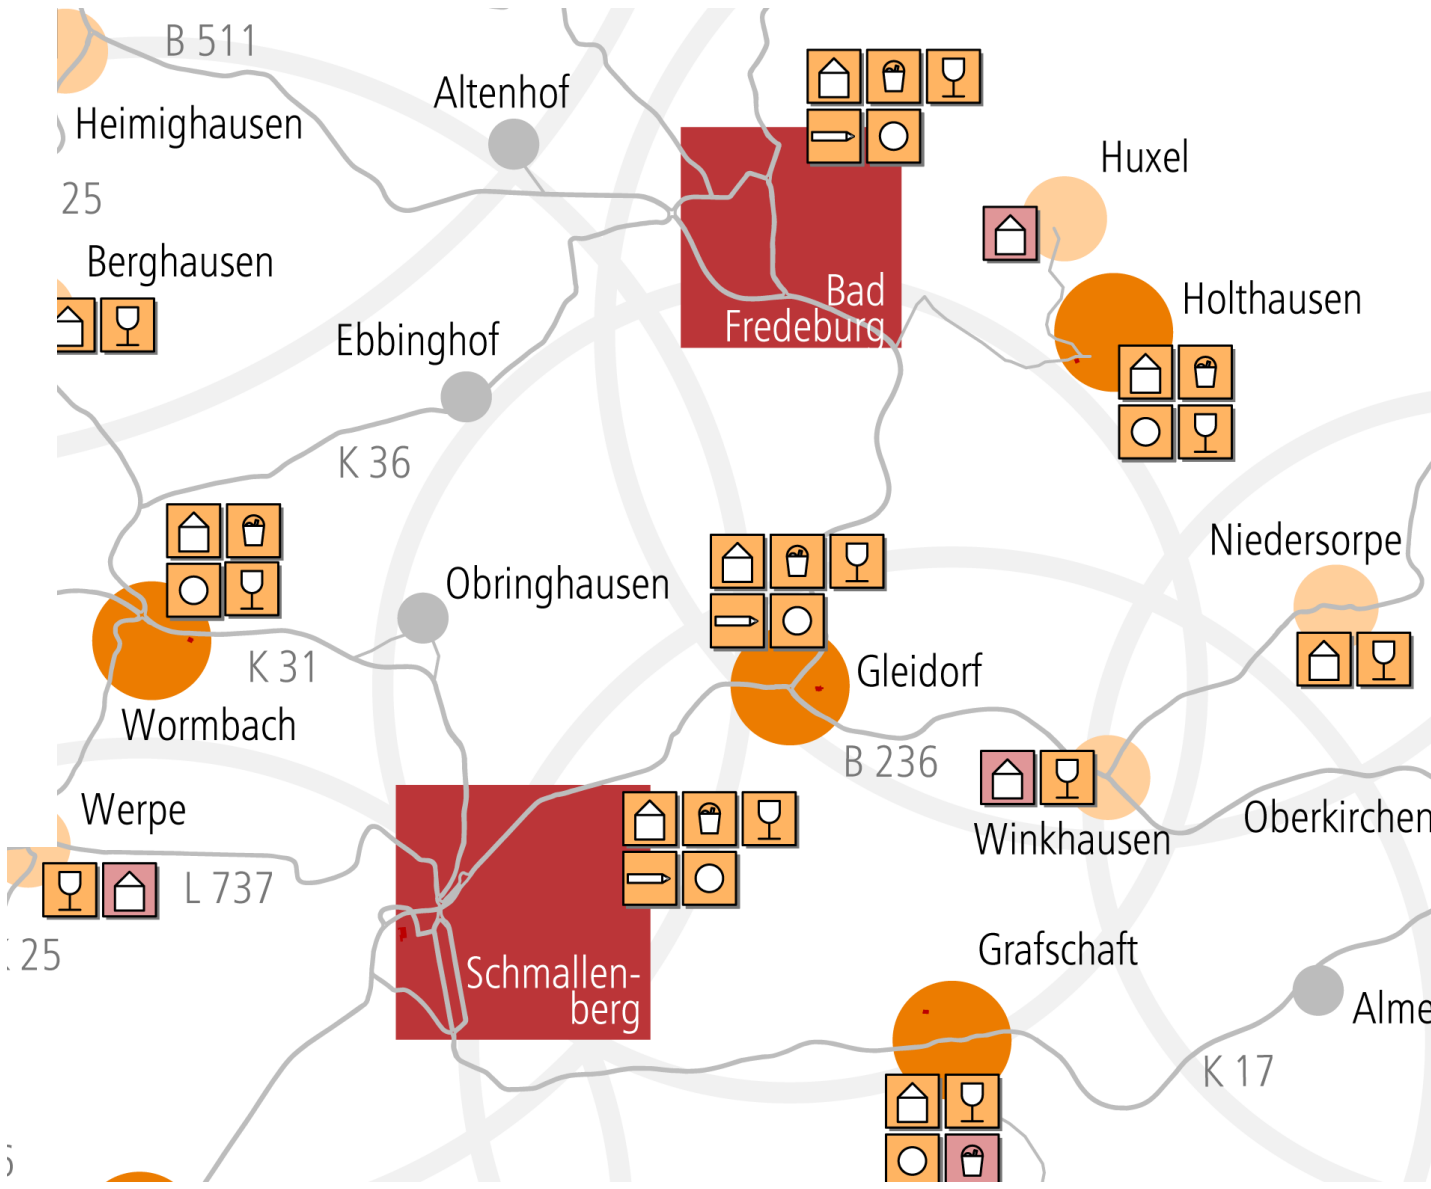 B 511
Altenhof
Heimighausen
Huxel
25
Berghausen
Bad
Fredeburg
Holthausen
Ebbinghof
K 36
Niedersorpe
Obringhausen
K 31
Gleidorf
Wormbach
B 236
Werpe
Winkhausen
Oberkirchen
L 737
25
Schmallen-
berg
Grafschaft
Alme
K 17